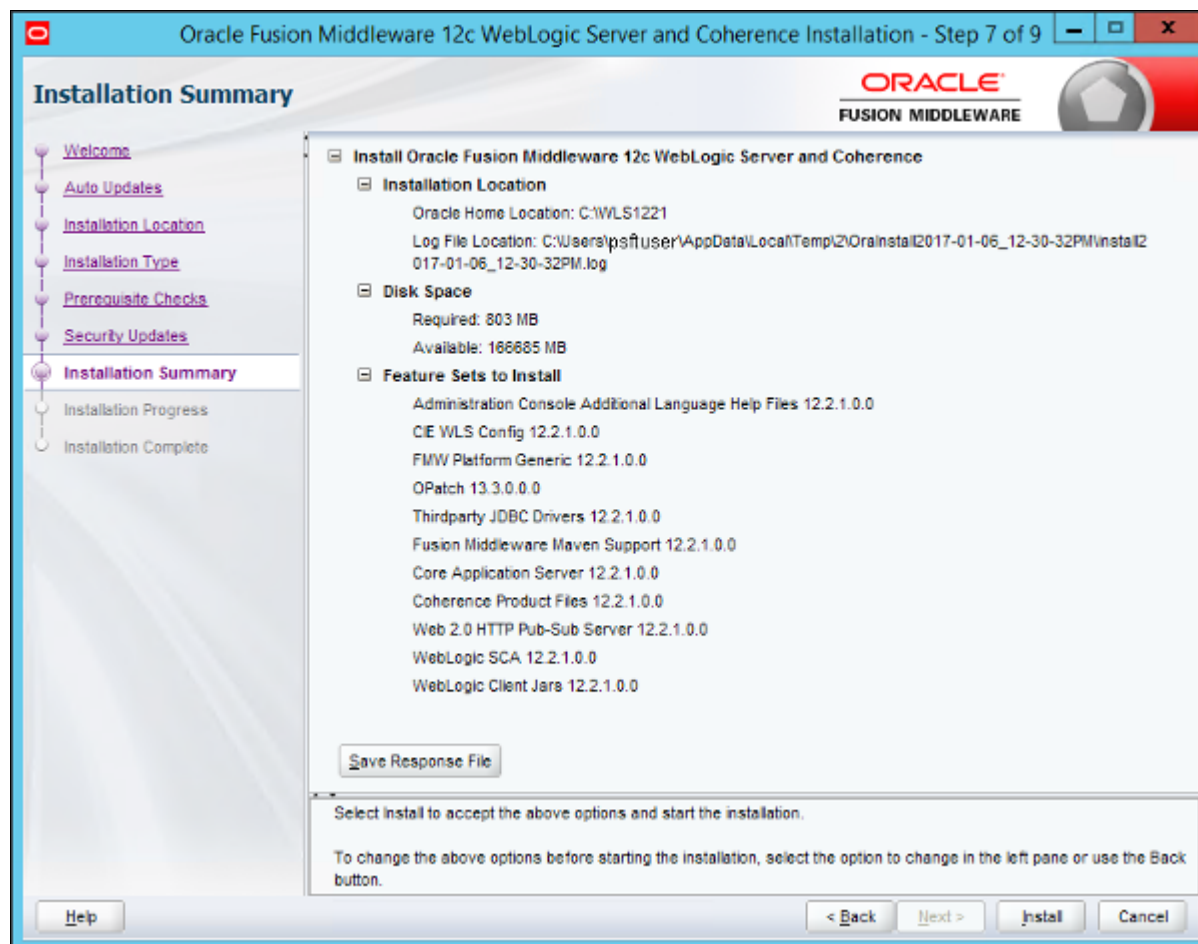 Oracle Fusion Middleware 12c WebLogic Server and Coherence Installation - Step 7 of 9
Installation Summary
ORACLE
FUSION MIDDLEWARE
Welcome
Auto Updates
Installation Location
Installation Type
Prerequisite Checks
Security Updates
Installation Summary
Installation Progress
Installation Complete
Install Oracle Fusion Middleware 12c WebLogic Server and Coherence
Installation Location
Oracle Home Location: C:\WLS1221
Log File Location: C:\Users\psftuser\AppData\Local\Temp\2\OraInstall2017-01-06_12-30-32PM\install2
017-01-06_12-30-32PM.log
Disk Space
Required: 803 MB
Available: 166685 MB
Feature Sets to Install
Administration Console Additional Language Help Files 12.2.1.0.0
CIE WLS Config 12.2.1.0.0
FMW Platform Generic 12.2.1.0.0
OPatch 13.3.0.0.0
Thirdparty JDBC Drivers 12.2.1.0.0
Fusion Middleware Maven Support 12.2.1.0.0
Core Application Server 12.2.1.0.0
Coherence Product Files 12.2.1.0.0
Web 2.0 HTTP Pub-Sub Server 12.2.1.0.0
WebLogic SCA 12.2.1.0.0
WebLogic Client Jars 12.2.1.0.0
Save Response File
Select Install to accept the above options and start the installation.
To change the above options before starting the installation, select the option to change in the left pane or use the Back
button.
Help
< Back
Next >
Install
Cancel